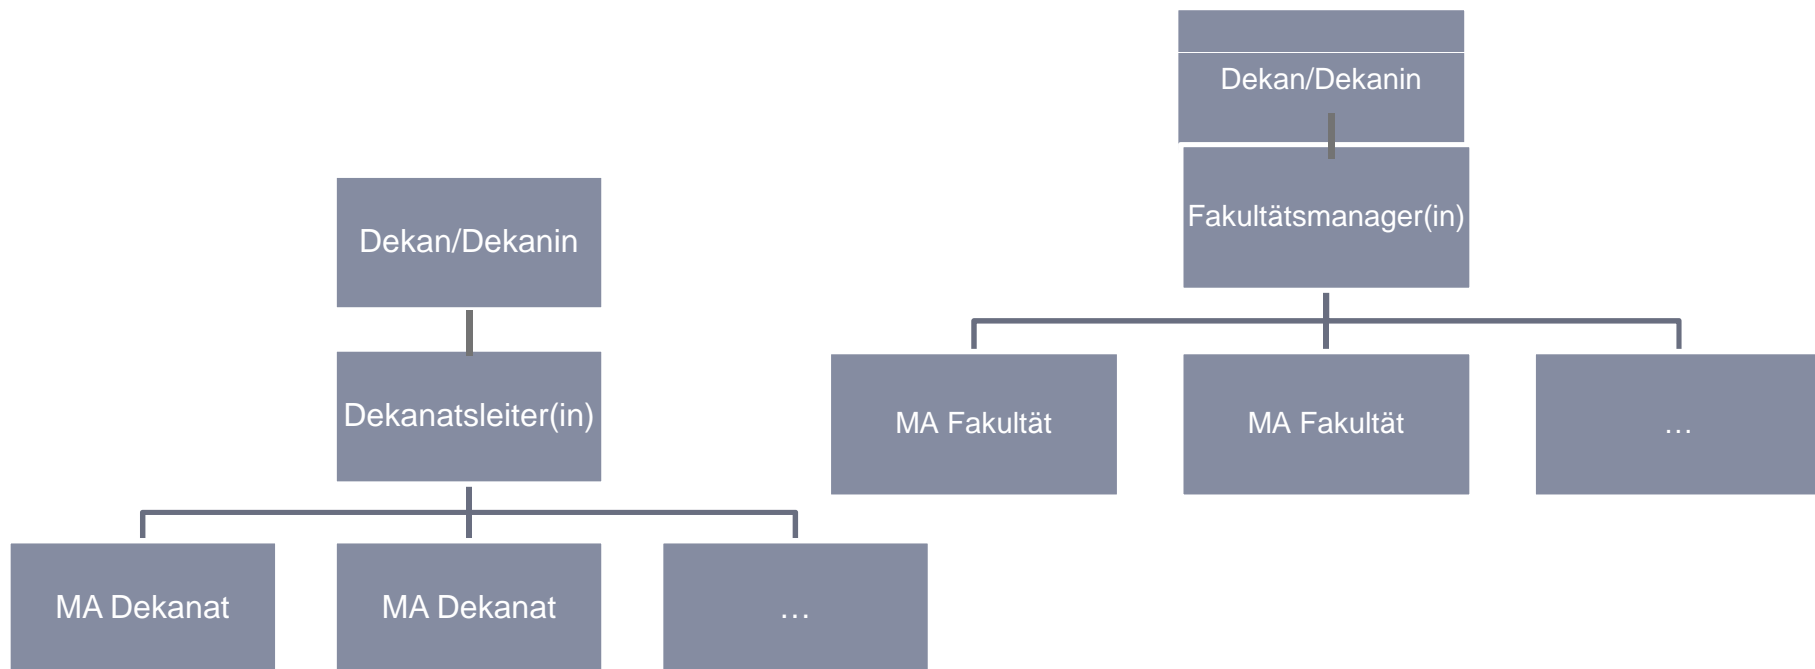 Dekan/Dekanin
Dekanatsleiter(in)
MA Dekanat
MA Dekanat
…
Dekan/Dekanin
Fakultätsmanager(in)
MA Fakultät
MA Fakultät
…